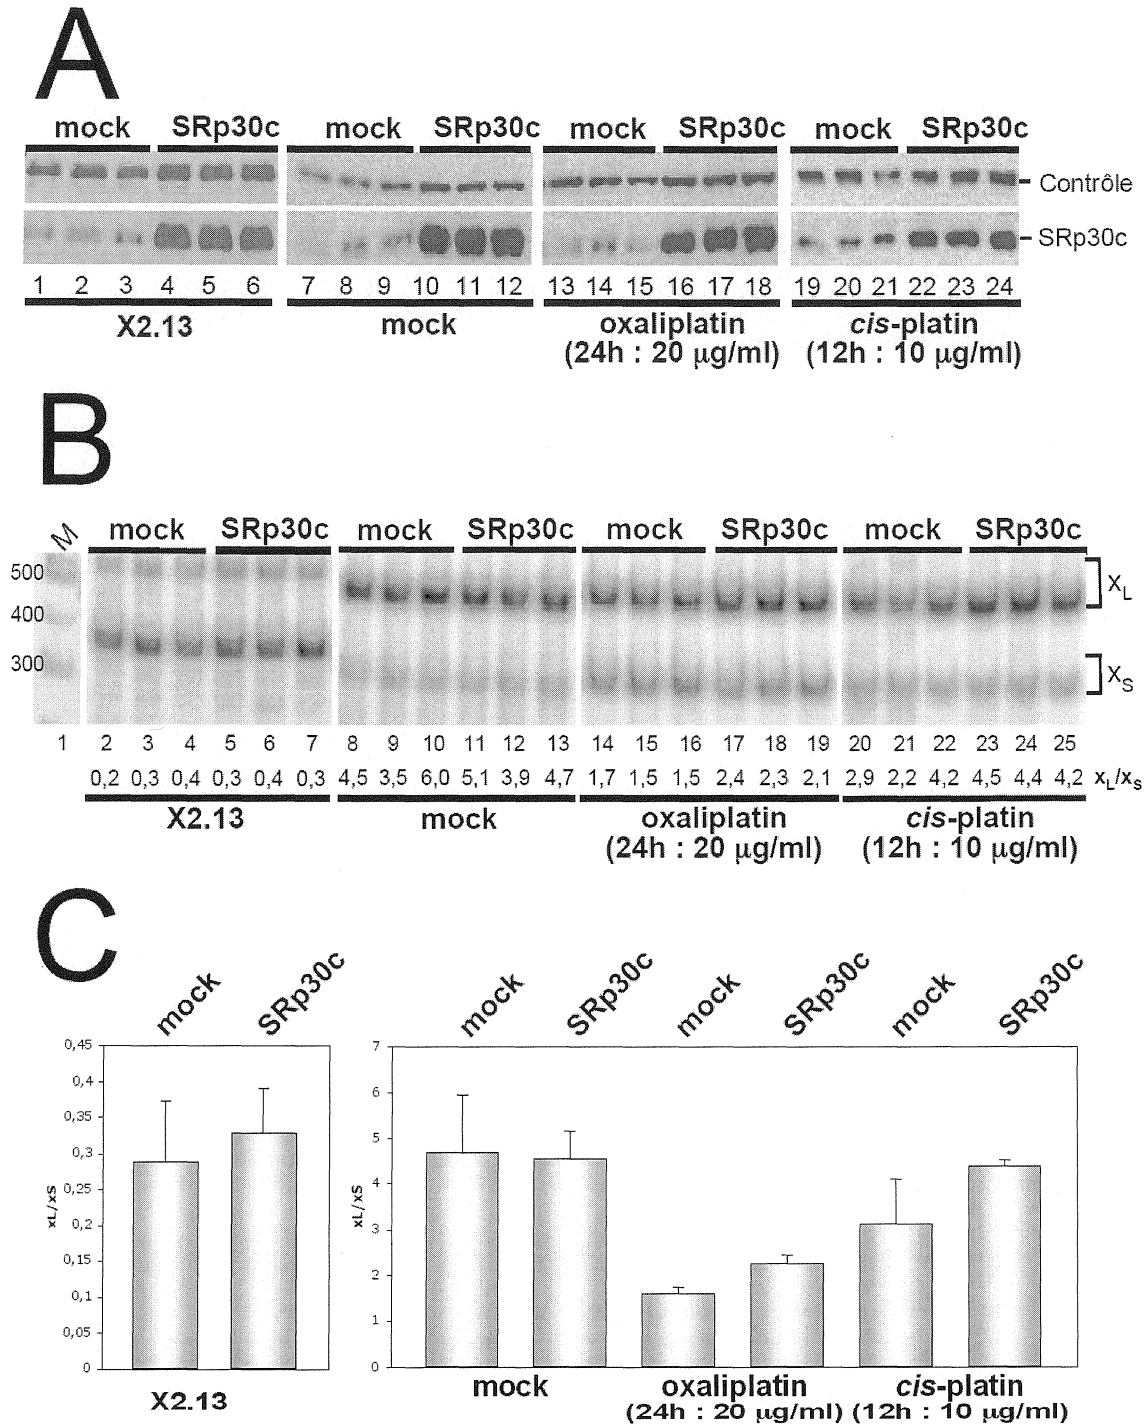 A
mock SRp30c mock SRp30c mock SRp30c mock SRp30c
Contrôle
SRp30c
1 2 3 4 5 6 7 8 9 10 11 12 13 14 15 16 17 18 19 20 21 22 23 24
X2.13 mock oxaliplatin cis-platin
(24h : 20 µg/ml) (12h : 10 µg/ml)
B
M mock SRp30c mock SRp30c mock SRp30c mock SRp30c
500
XL
400
300
XS
1 2 3 4 5 6 7 8 9 10 11 12 13 14 15 16 17 18 19 20 21 22 23 24 25
0,2 0,3 0,4 0,3 0,4 0,3 4,5 3,5 6,0 5,1 3,9 4,7 1,7 1,5 1,5 2,4 2,3 2,1 2,9 2,2 4,2 4,5 4,4 4,2 xL/xS
X2.13 mock oxaliplatin cis-platin
(24h : 20 µg/ml) (12h : 10 µg/ml)
C
mock SRp30c mock SRp30c mock SRp30c mock SRp30c
0,45
0,4
0,35
0,3
0,25
0,2
0,15
0,1
0,05
0
xL/xS
X2.13
7
6
5
4
3
2
1
0
xL/xS
mock oxaliplatin cis-platin
(24h : 20 µg/ml) (12h : 10 µg/ml)